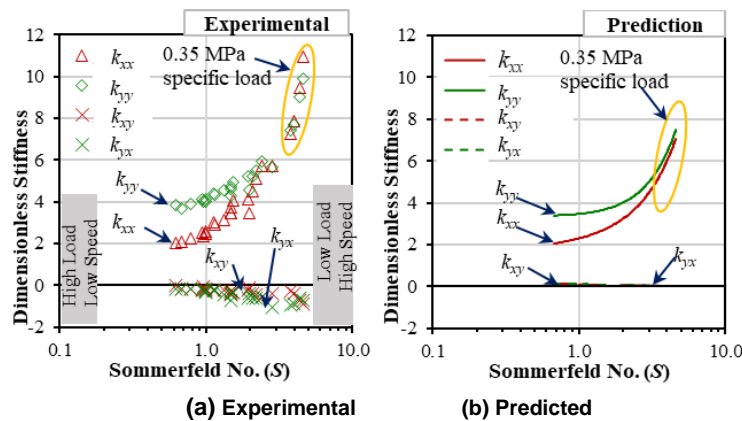 Experimental
12
10
8
6
4
2
0
-2
Dimensionless Stiffness
kxx
kyy
kxy
kyx
0.35 MPa
specific load
kyy
kxx
kxy
kyx
High Load
Low Speed
Low Load
High Speed
0.1
1.0
10.0
Sommerfeld No. (S)
(a) Experimental
Prediction
12
10
8
6
4
2
0
-2
Dimensionless Stiffness
kxx
kyy
kxy
kyx
0.35 MPa
specific load
kyy
kxx
kxy
kyx
0.1
1.0
10.0
Sommerfeld No. (S)
(b) Predicted